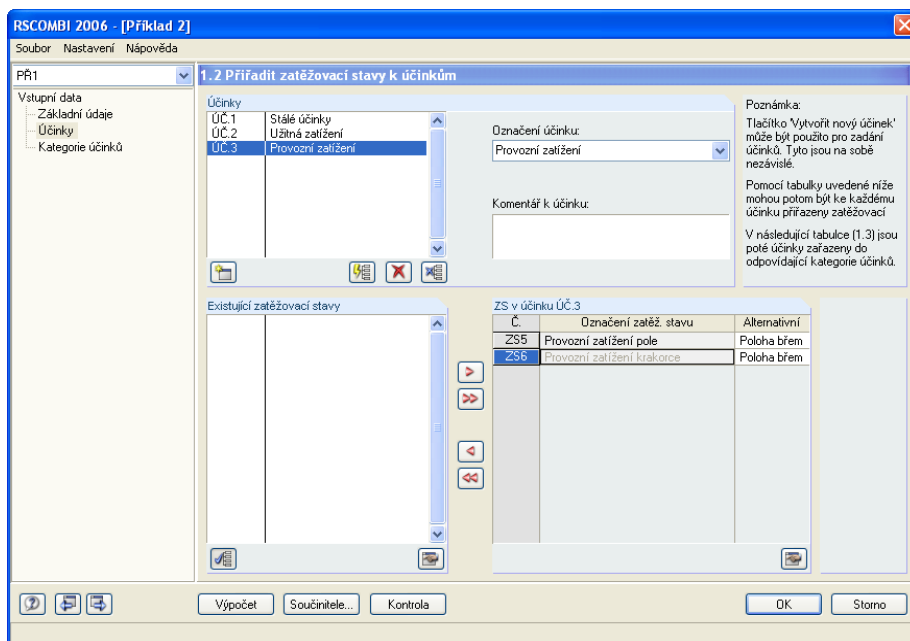 RSCOMBI 2006 - [Příklad 2]
Soubor Nastavení Nápověda
PŘ1
1.2 Přiřadit zatěžovací stavy k účinkům
Vstupní data
Základní údaje
Účinky
Kategorie účinků
Účinky
ÚČ.1 Stálé účinky
ÚČ.2 Užitná zatížení
ÚČ.3 Provozní zatížení
Označení účinku:
Provozní zatížení
Komentář k účinku:
Poznámka:
Tlačítko 'Vytvořit nový účinek'
může být použito pro zadání
účinků. Tyto jsou na sobě
nezávislé.
Pomocí tabulky uvedené níže
mohou potom být ke každému
účinku přiřazeny zatěžovací
V následující tabulce (1.3) jsou
poté účinky zařazeny do
odpovídající kategorie účinků.
Existující zatěžovací stavy
ZS v účinku ÚČ.3
Č. Označení zatěž. stavu Alternativní
ZS5 Provozní zatížení pole Poloha břem
ZS6 Provozní zatížení krakorce Poloha břem
Výpočet Součinitele... Kontrola OK Storno